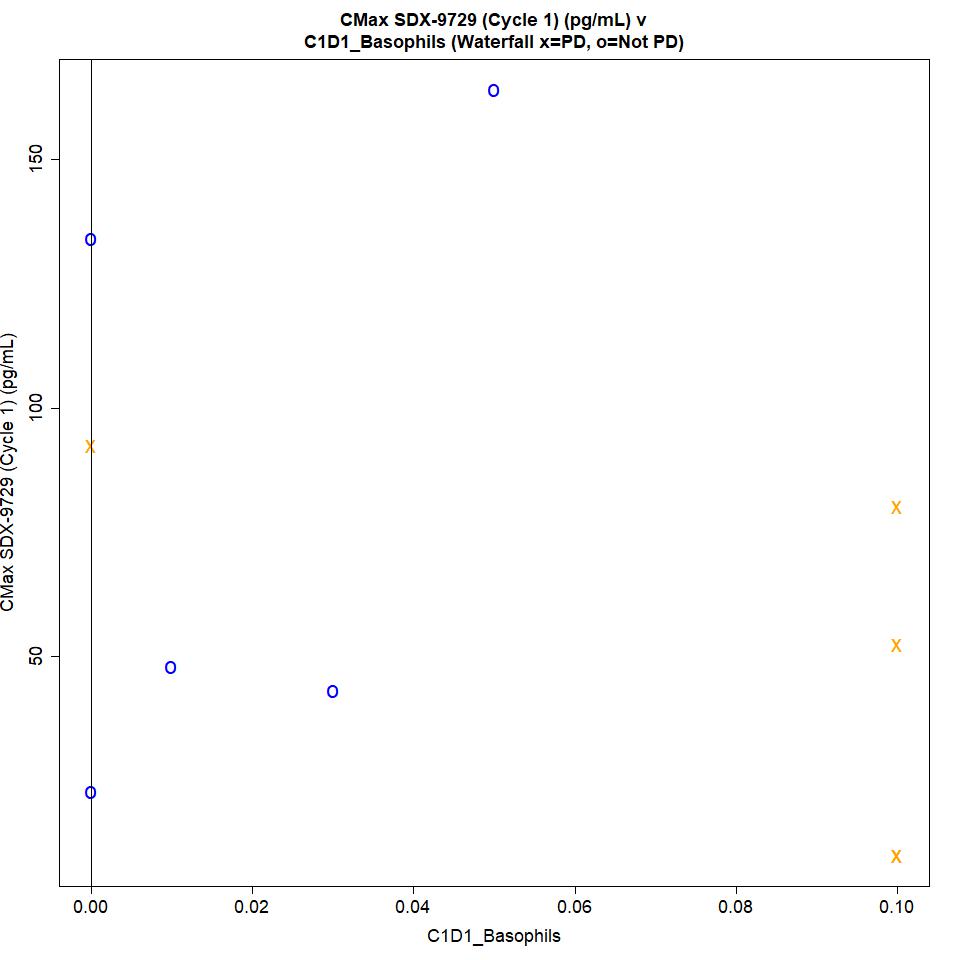 CMax SDX-9729 (Cycle 1) (pg/mL) v
C1D1_Basophils (Waterfall x=PD, o=Not PD)
CMax SDX-9729 (Cycle 1) (pg/mL)
150
100
50
O
O
X
X
X
O
O
O
X
0.00 0.02 0.04 0.06 0.08 0.10
C1D1_Basophils